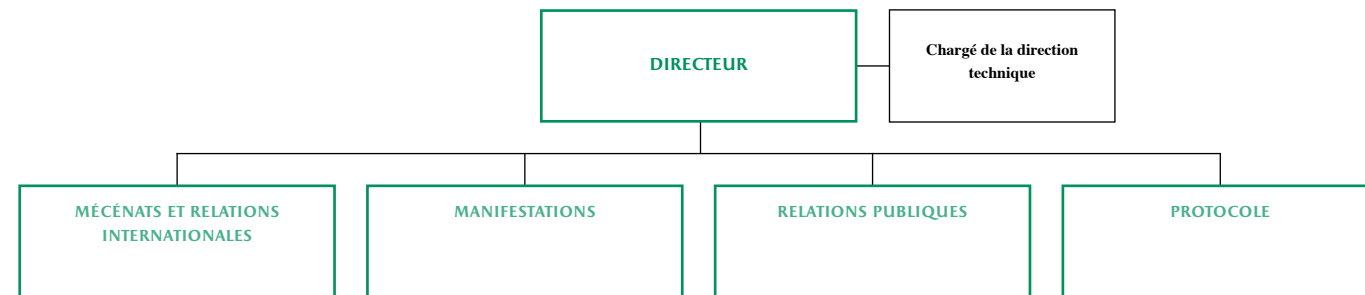 DIRECTEUR
Chargé de la direction
technique
MÉCÉNATS ET RELATIONS
INTERNATIONALES
MANIFESTATIONS
RELATIONS PUBLIQUES
PROTOCOLE